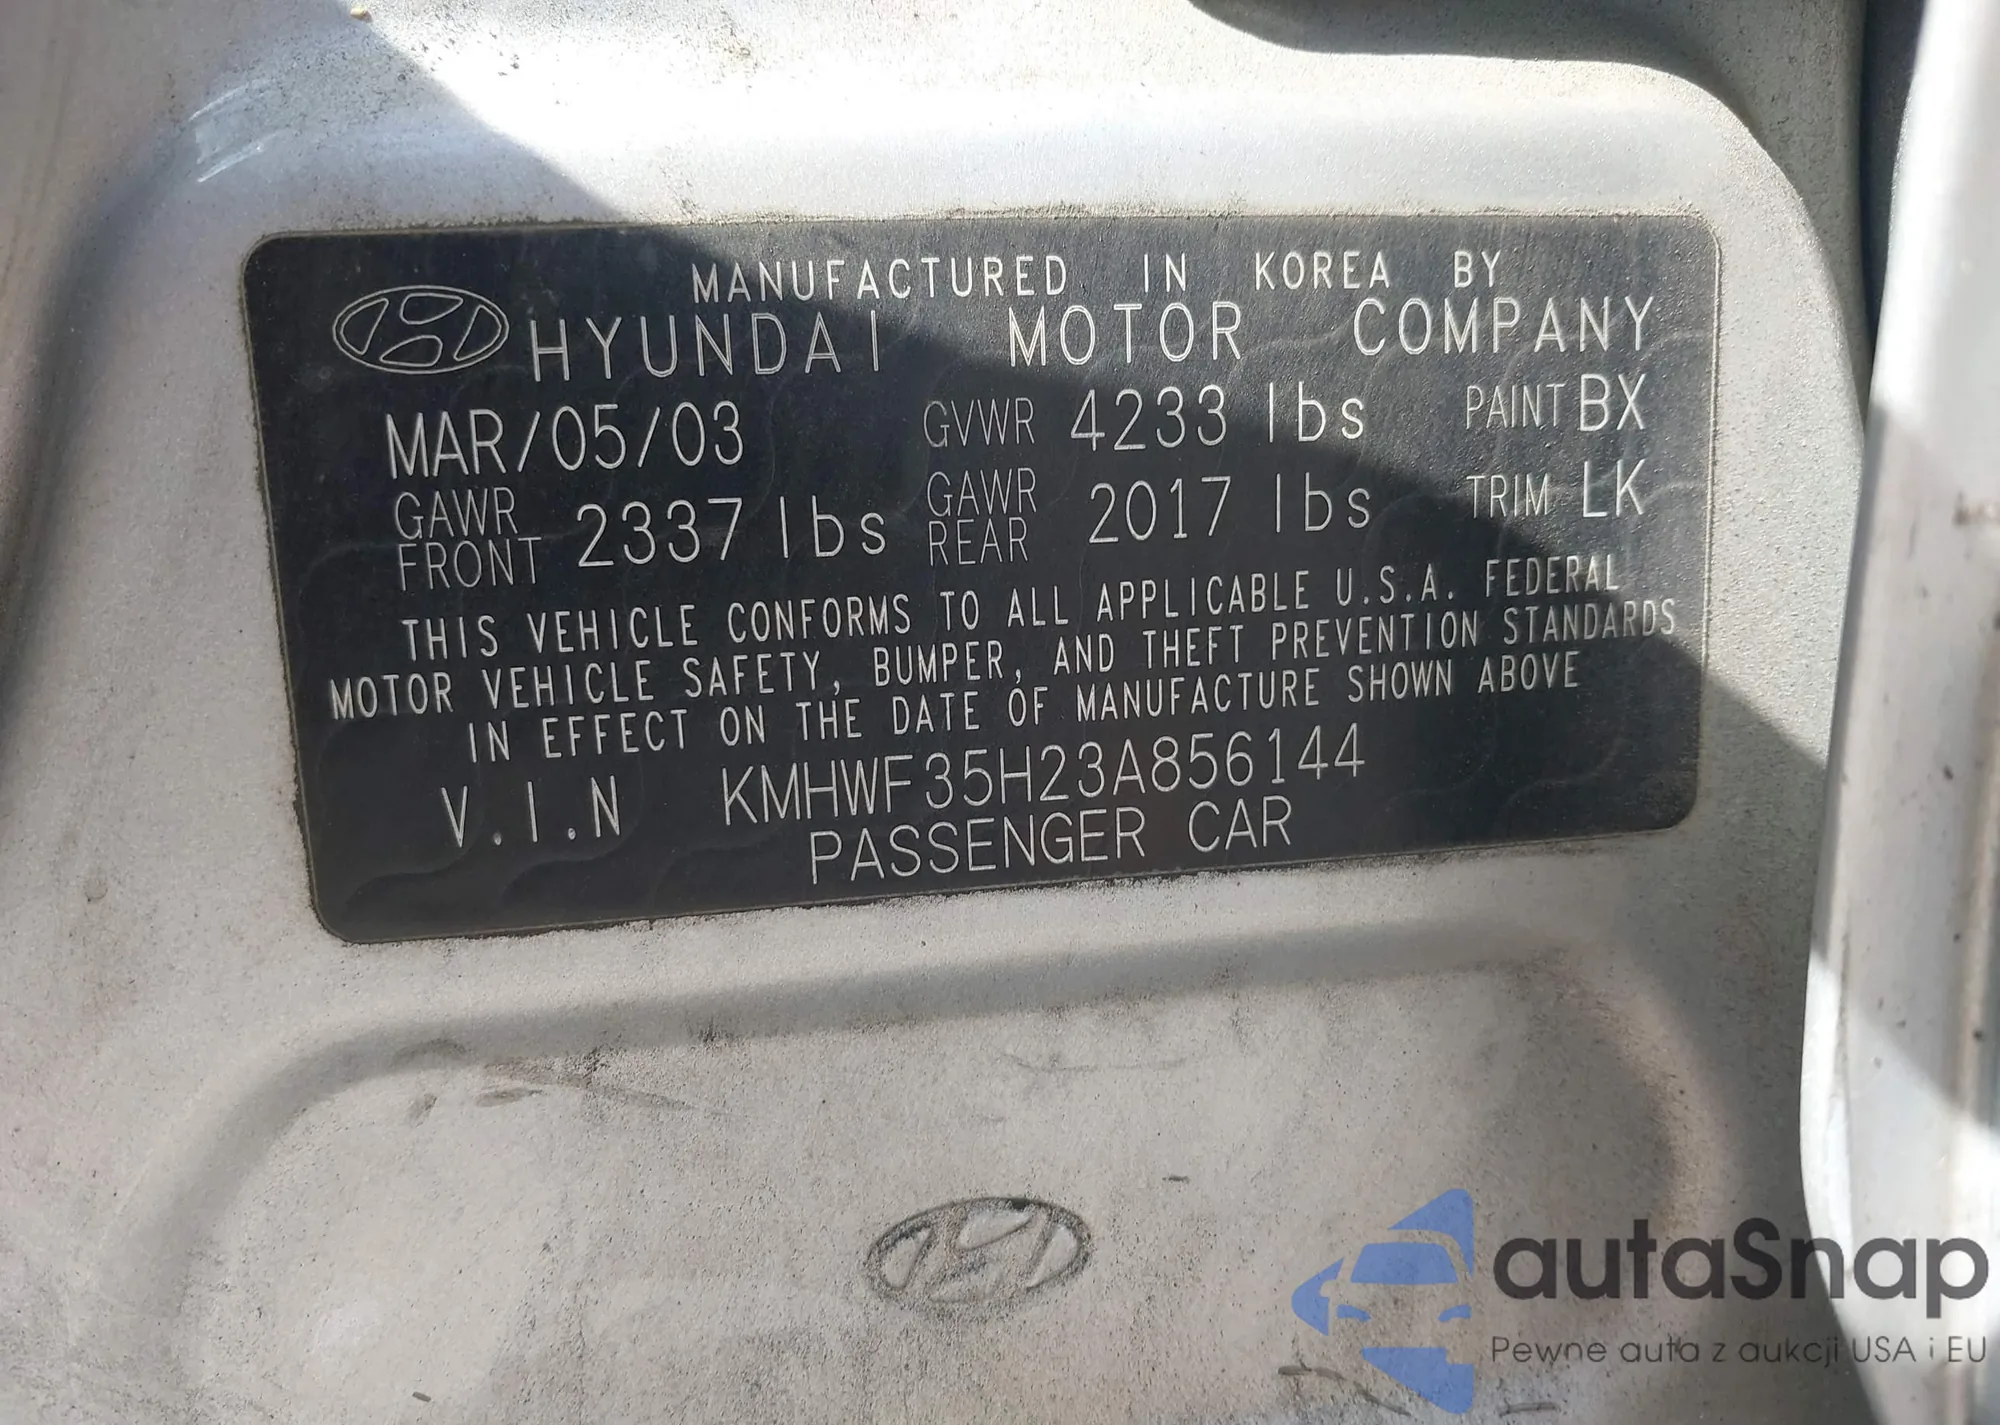 MANUFACTURED IN KOREA BY
HYUNDAI MOTOR COMPANY
MAR/05/03 GVWR 4233 lbs PAINT BX
GAWR FRONT 2337 lbs GAWR REAR 2017 lbs TRIM LK
THIS VEHICLE CONFORMS TO ALL APPLICABLE U.S.A. FEDERAL
MOTOR VEHICLE SAFETY, BUMPER, AND THEFT PREVENTION STANDARDS
IN EFFECT ON THE DATE OF MANUFACTURE SHOWN ABOVE
V.I.N KMHWF35H23A856144
PASSENGER CAR
autaSnap
Pewne auta z aukcji USA i EU